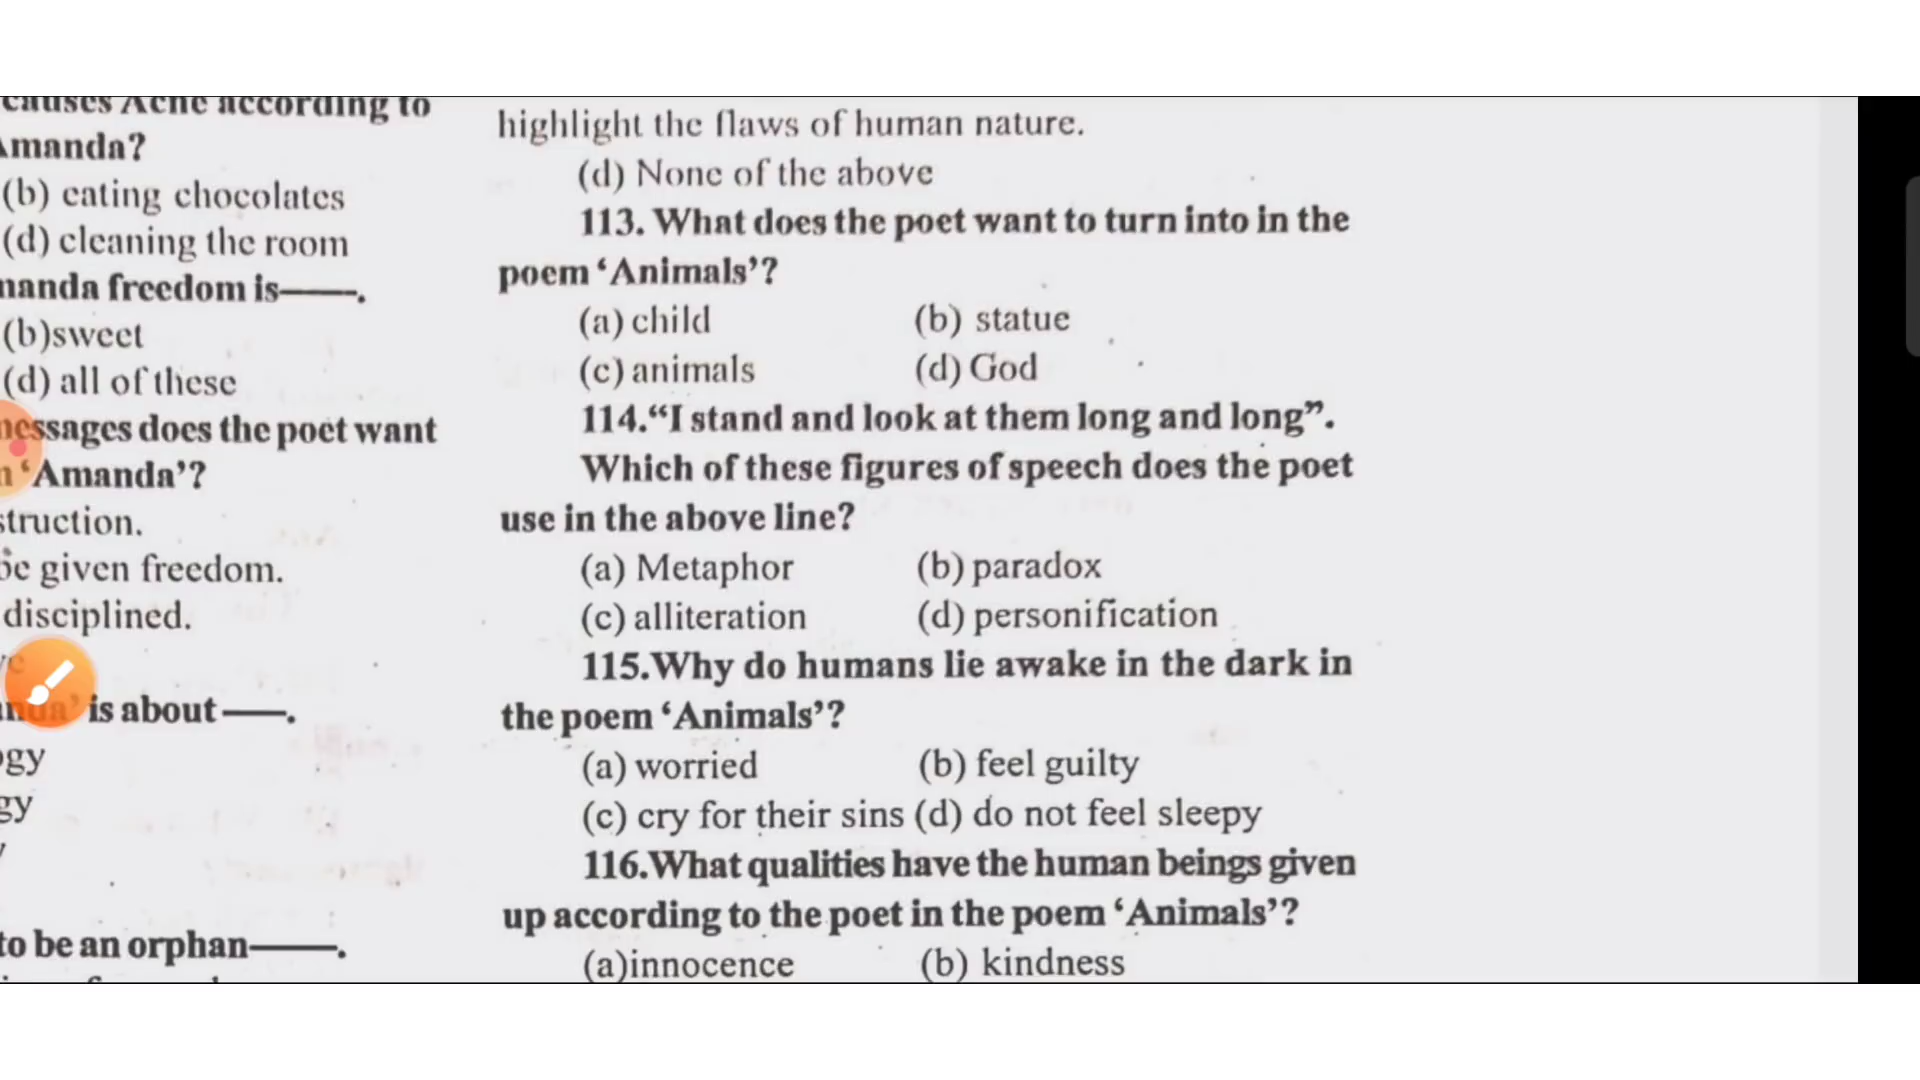 causes Acne according to
Amanda?
(b) eating chocolates
(d) cleaning the room
manda freedom is——.
(b)sweet
(d) all of these
messages does the poet want
'Amanda'?
struction.
be given freedom.
disciplined.
is about ——.
gy
gy
to be an orphan——.
highlight the flaws of human nature.
(d) None of the above
113. What does the poet want to turn into in the
poem 'Animals'?
(a) child (b) statue
(c) animals (d) God
114."I stand and look at them long and long".
Which of these figures of speech does the poet
use in the above line?
(a) Metaphor (b) paradox
(c) alliteration (d) personification
115.Why do humans lie awake in the dark in
the poem 'Animals'?
(a) worried (b) feel guilty
(c) cry for their sins (d) do not feel sleepy
116.What qualities have the human beings given
up according to the poet in the poem 'Animals'?
(a)innocence (b) kindness